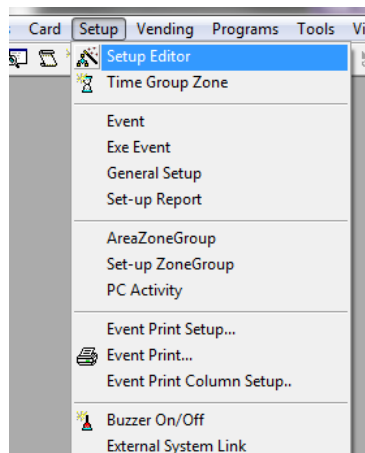 Card Setup Vending Programs Tools
Setup Editor
Time Group Zone
Event
Exe Event
General Setup
Set-up Report
AreaZoneGroup
Set-up ZoneGroup
PC Activity
Event Print Setup...
Event Print...
Event Print Column Setup..
Buzzer On/Off
External System Link